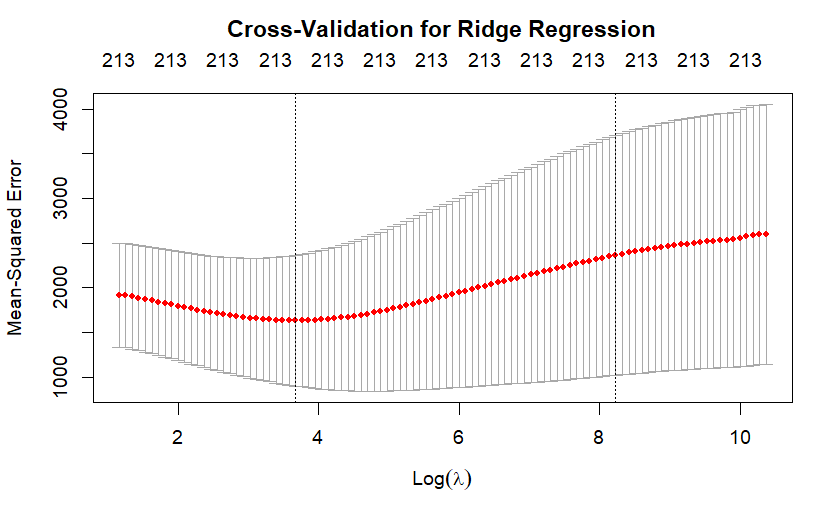 Cross-Validation for Ridge Regression
213 213 213 213 213 213 213 213 213 213 213 213 213
Mean-Squared Error
4000
3000
2000
1000
2 4 6 8 10
Log(λ)